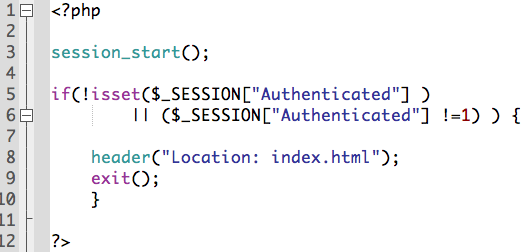 1 <?php
2
3 session_start();
4
5 if(!isset($_SESSION["Authenticated"] )
6 || ($_SESSION["Authenticated"] !=1) ) {
7
8 header("Location: index.html");
9 exit();
10 }
11
12 ?>